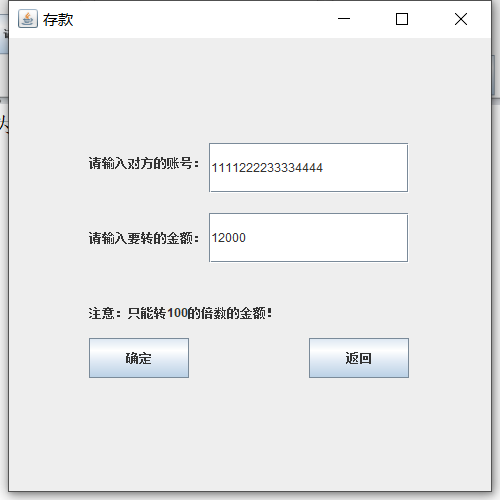 存款
请输入对方的账号： 1111222233334444
请输入要转的金额： 12000
注意：只能转100的倍数的金额！
确定 返回